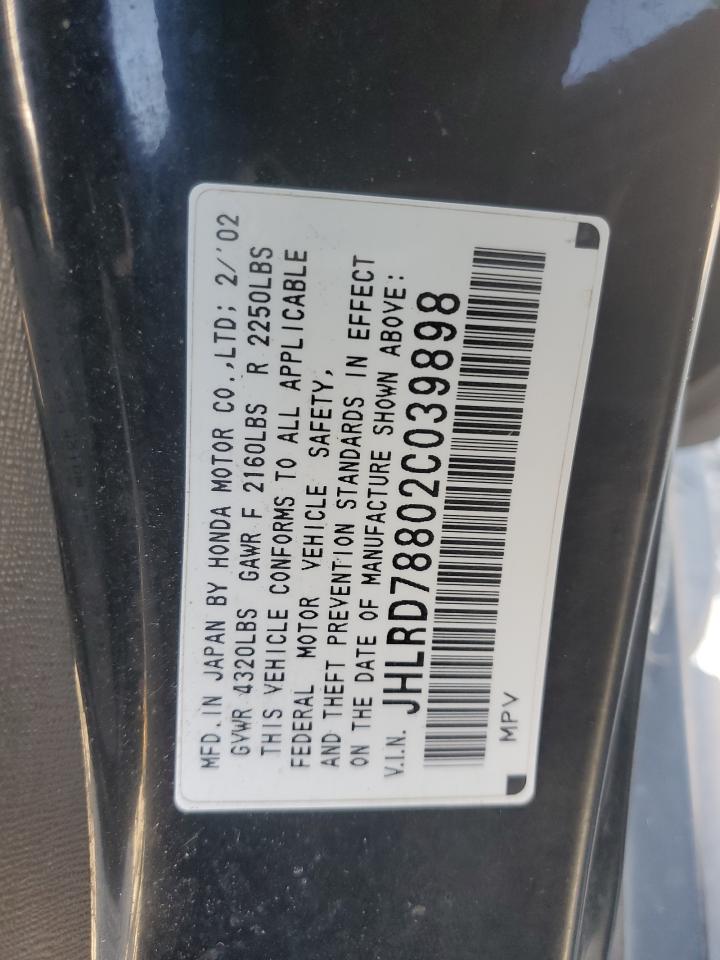 MFD. IN JAPAN BY HONDA MOTOR CO.,LTD; 2/'02
GVWR 4320LBS GAWR F 2160LBS R 2250LBS
THIS VEHICLE CONFORMS TO ALL APPLICABLE
FEDERAL MOTOR VEHICLE SAFETY,
AND THEFT PREVENTION STANDARDS IN EFFECT
ON THE DATE OF MANUFACTURE SHOWN ABOVE:
V.I.N. JHLRD78802C039898
MPV